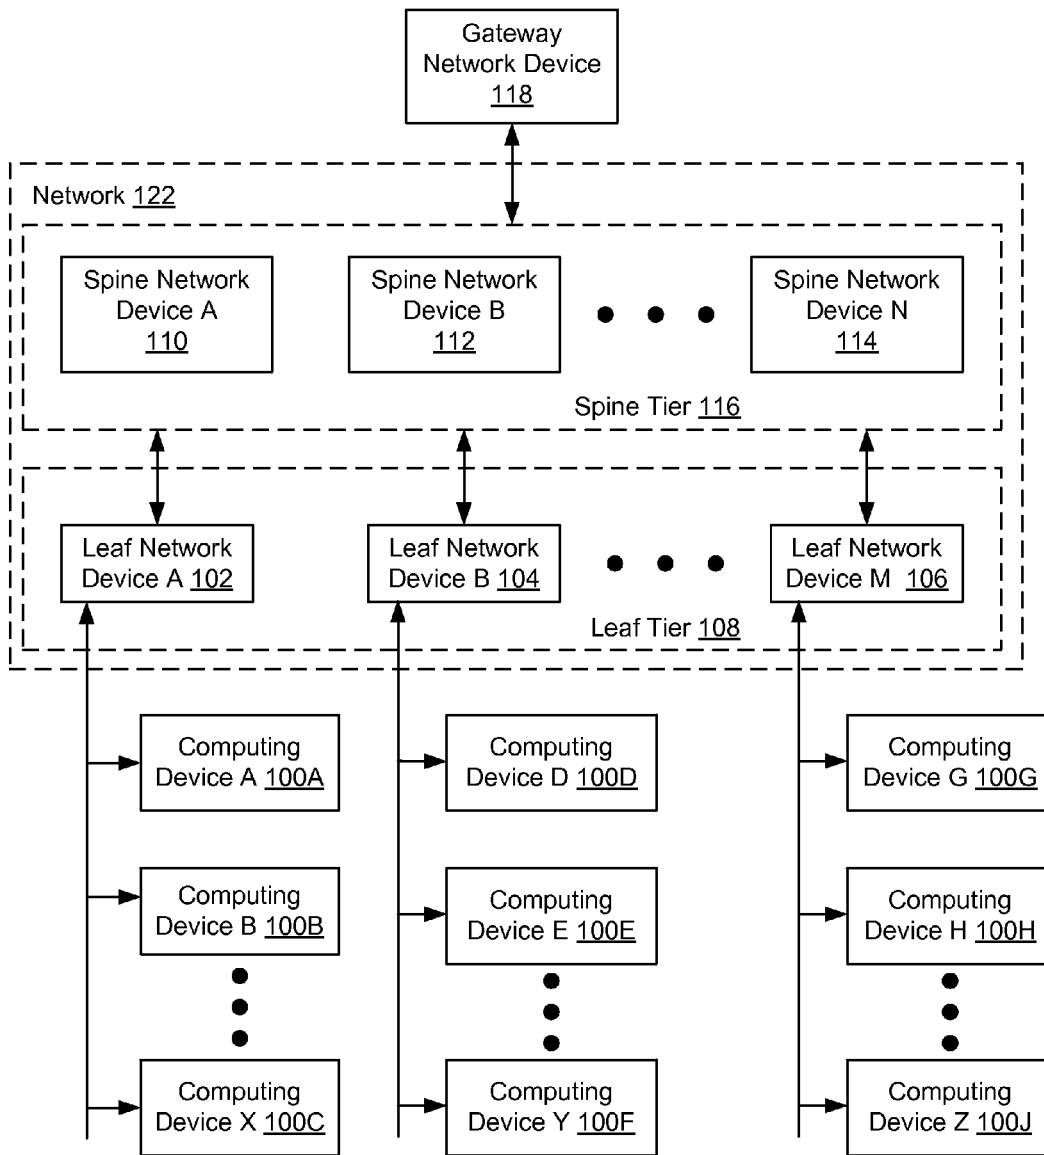 Gateway
Network Device
118
Network 122
Spine Network
Device A
110
Spine Network
Device B
112
Spine Network
Device N
114
Spine Tier 116
Leaf Network
Device A 102
Leaf Network
Device B 104
Leaf Network
Device M 106
Leaf Tier 108
Computing
Device A 100A
Computing
Device D 100D
Computing
Device G 100G
Computing
Device B 100B
Computing
Device E 100E
Computing
Device H 100H
Computing
Device X 100C
Computing
Device Y 100F
Computing
Device Z 100J